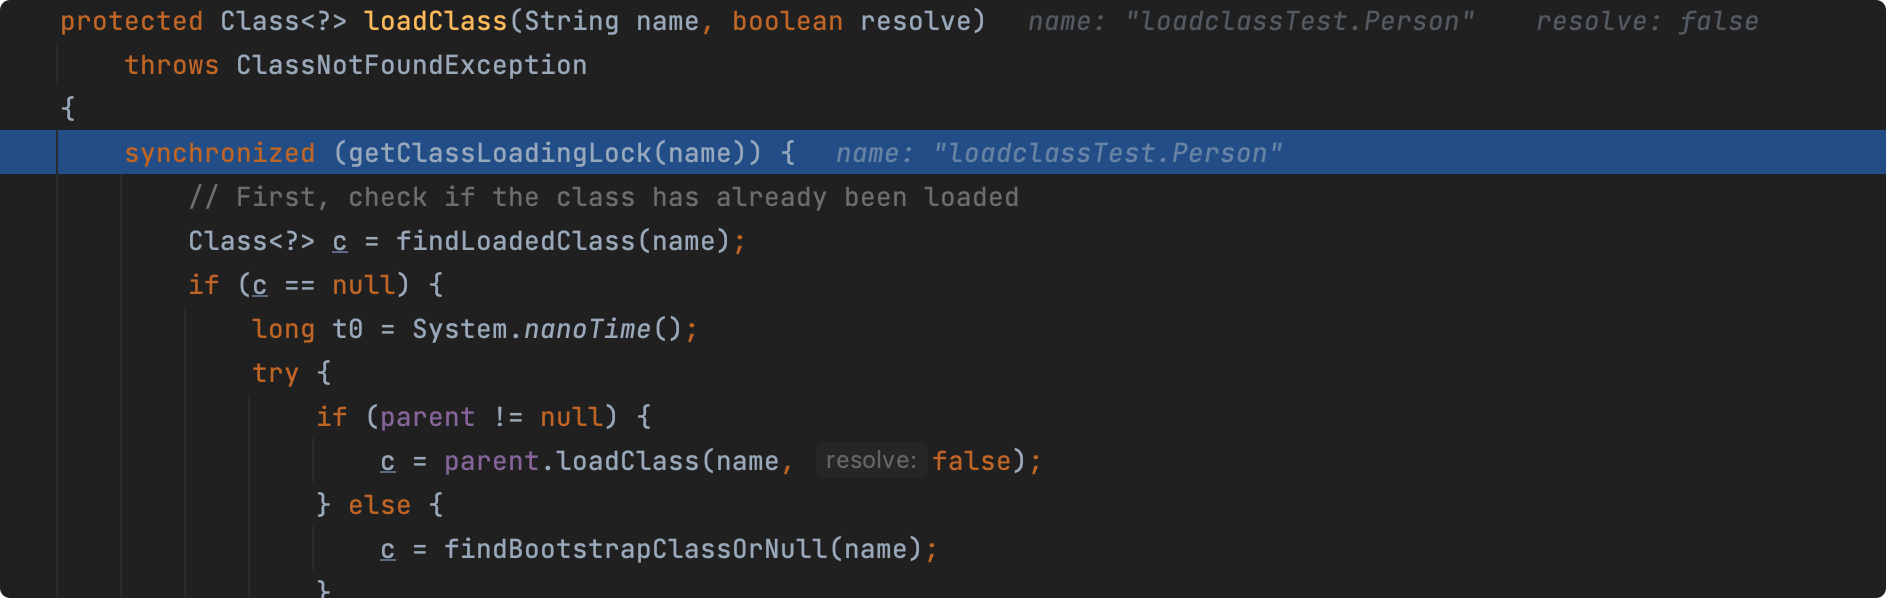 protected Class<?> loadClass(String name, boolean resolve)   name: "loadclassTest.Person"   resolve: false
    throws ClassNotFoundException
{
    synchronized (getClassLoadingLock(name)) {   name: "loadclassTest.Person"
        // First, check if the class has already been loaded
        Class<?> c = findLoadedClass(name);
        if (c == null) {
            long t0 = System.nanoTime();
            try {
                if (parent != null) {
                    c = parent.loadClass(name, resolve: false);
                } else {
                    c = findBootstrapClassOrNull(name);
                }